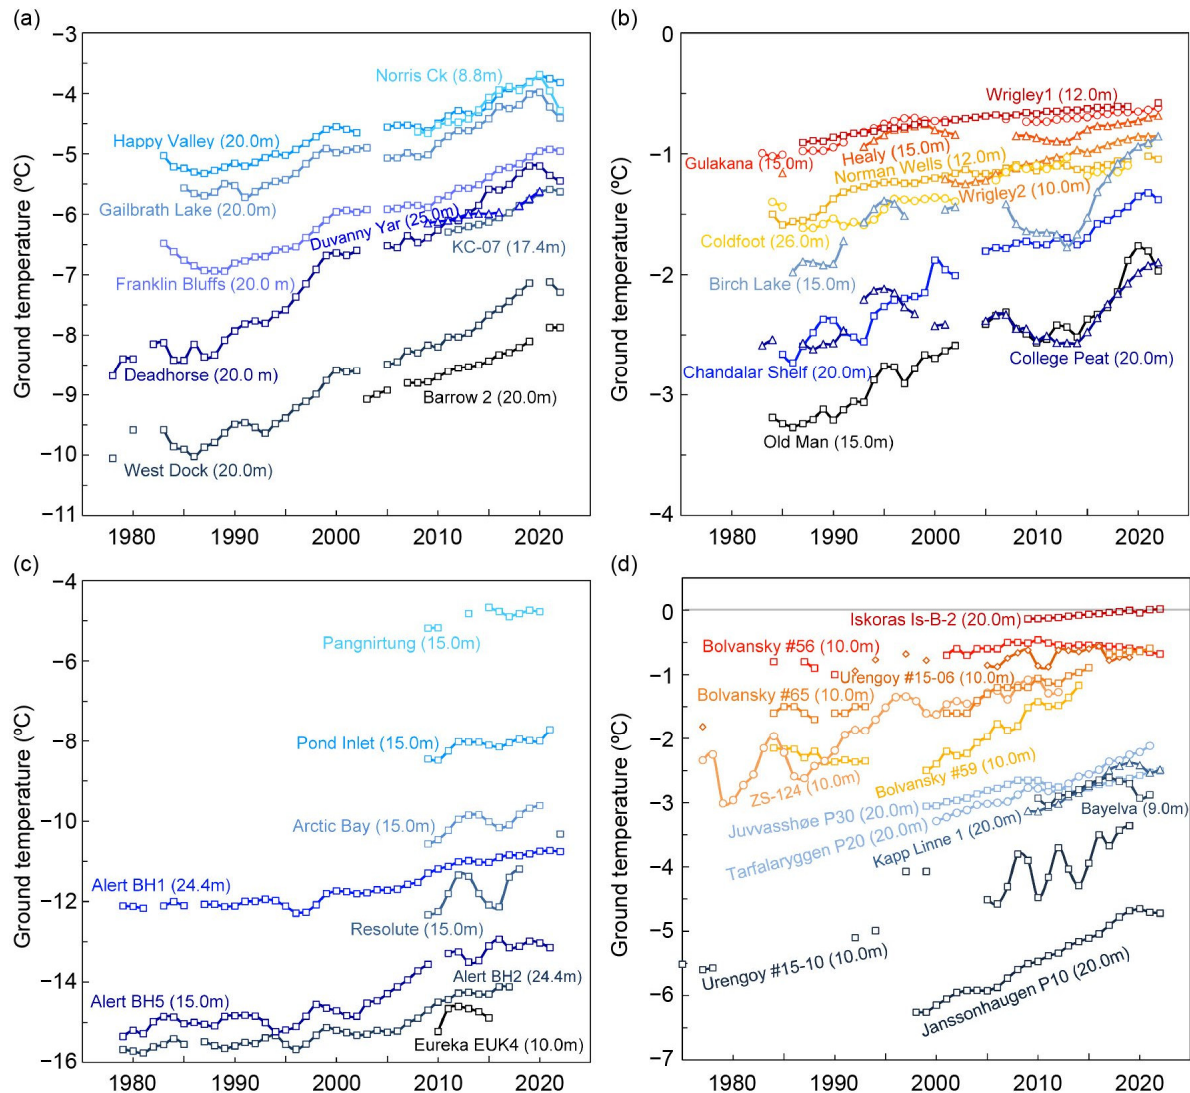 (a)
−3
−4
−5
−6
−7
−8
−9
−10
−11
Ground temperature (ºC)
Norris Ck (8.8m)
Happy Valley (20.0m)
Gailbrath Lake (20.0m)
Duvanny Yar (25.0m)
KC-07 (17.4m)
Franklin Bluffs (20.0 m)
Deadhorse (20.0 m)
Barrow 2 (20.0m)
West Dock (20.0m)
1980 1990 2000 2010 2020
(b)
0
−1
−2
−3
−4
Ground temperature (ºC)
Wrigley1 (12.0m)
Gulakana (15.0m)
Healy (15.0m)
Norman Wells (12.0m)
Wrigley2 (10.0m)
Coldfoot (26.0m)
Birch Lake (15.0m)
College Peat (20.0m)
Chandalar Shelf (20.0m)
Old Man (15.0m)
1980 1990 2000 2010 2020
(c)
−4
−6
−8
−10
−12
−14
−16
Ground temperature (ºC)
Pangnirtung (15.0m)
Pond Inlet (15.0m)
Arctic Bay (15.0m)
Alert BH1 (24.4m)
Resolute (15.0m)
Alert BH2 (24.4m)
Alert BH5 (15.0m)
Eureka EUK4 (10.0m)
1980 1990 2000 2010 2020
(d)
0
−1
−2
−3
−4
−5
−6
−7
Ground temperature (ºC)
Iskoras Is-B-2 (20.0m)
Bolvansky #56 (10.0m)
Urengoy #15-06 (10.0m)
Bolvansky #65 (10.0m)
Bolvansky #59 (10.0m)
ZS-124 (10.0m)
Juvvasshøe P30 (20.0m)
Bayelva (9.0m)
Tarfalaryggen P20 (20.0m)
Kapp Linne 1 (20.0m)
Urengoy #15-10 (10.0m)
Janssonhaugen P10 (20.0m)
1980 1990 2000 2010 2020